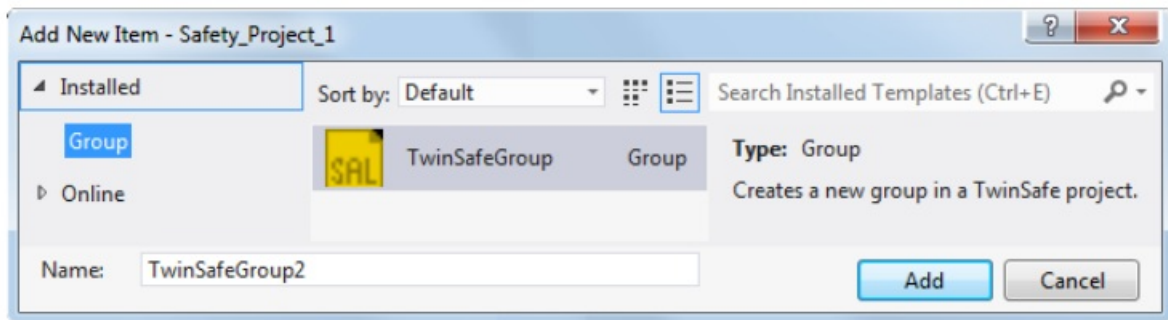 Add New Item - Safety_Project_1
Installed
Group
Online
Sort by: Default
Search Installed Templates (Ctrl+E)
SAL
TwinSafeGroup Group
Type: Group
Creates a new group in a TwinSafe project.
Name: TwinSafeGroup2
Add Cancel